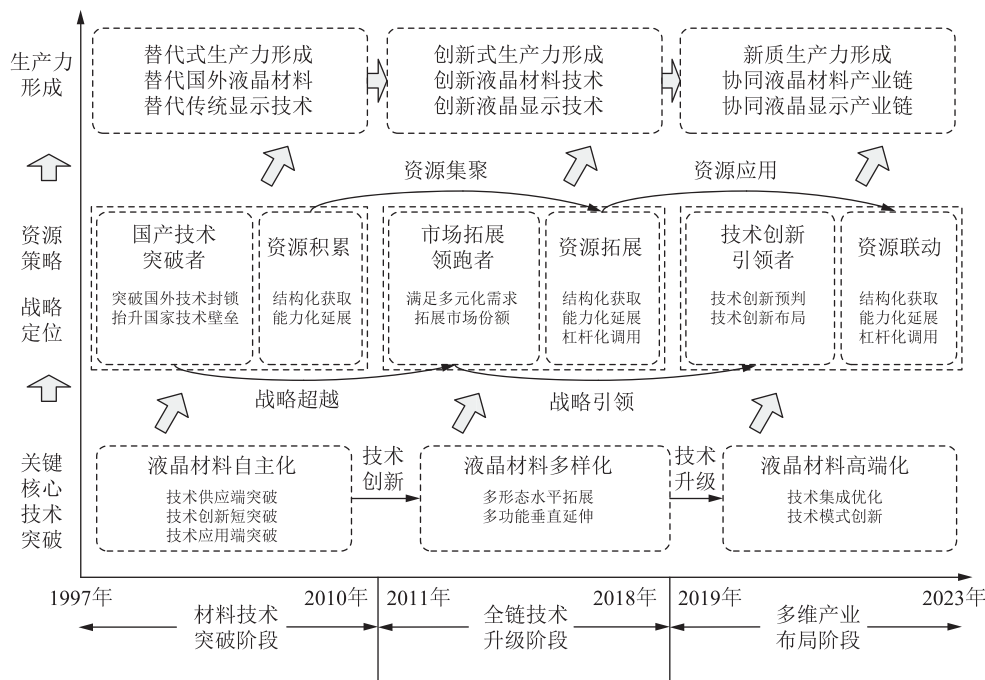 生产力
形成
替代式生产力形成
替代国外液晶材料
替代传统显示技术
创新式生产力形成
创新液晶材料技术
创新液晶显示技术
新质生产力形成
协同液晶材料产业链
协同液晶显示产业链
资源集聚
资源应用
资源
策略
战略
定位
国产技术
突破者
突破国外技术封锁
抬升国家技术壁垒
资源积累
结构化获取
能力化延展
市场拓展
领跑者
满足多元化需求
拓展市场份额
资源拓展
结构化获取
能力化延展
杠杆化调用
技术创新
引领者
技术创新预判
技术创新布局
资源联动
结构化获取
能力化延展
杠杆化调用
战略超越
战略引领
关键
核心
技术
突破
液晶材料自主化
技术供应端突破
技术创新短突破
技术应用端突破
技术
创新
液晶材料多样化
多形态水平拓展
多功能垂直延伸
技术
升级
液晶材料高端化
技术集成优化
技术模式创新
1997年
2010年
2011年
2018年
2019年
2023年
材料技术
突破阶段
全链技术
升级阶段
多维产业
布局阶段